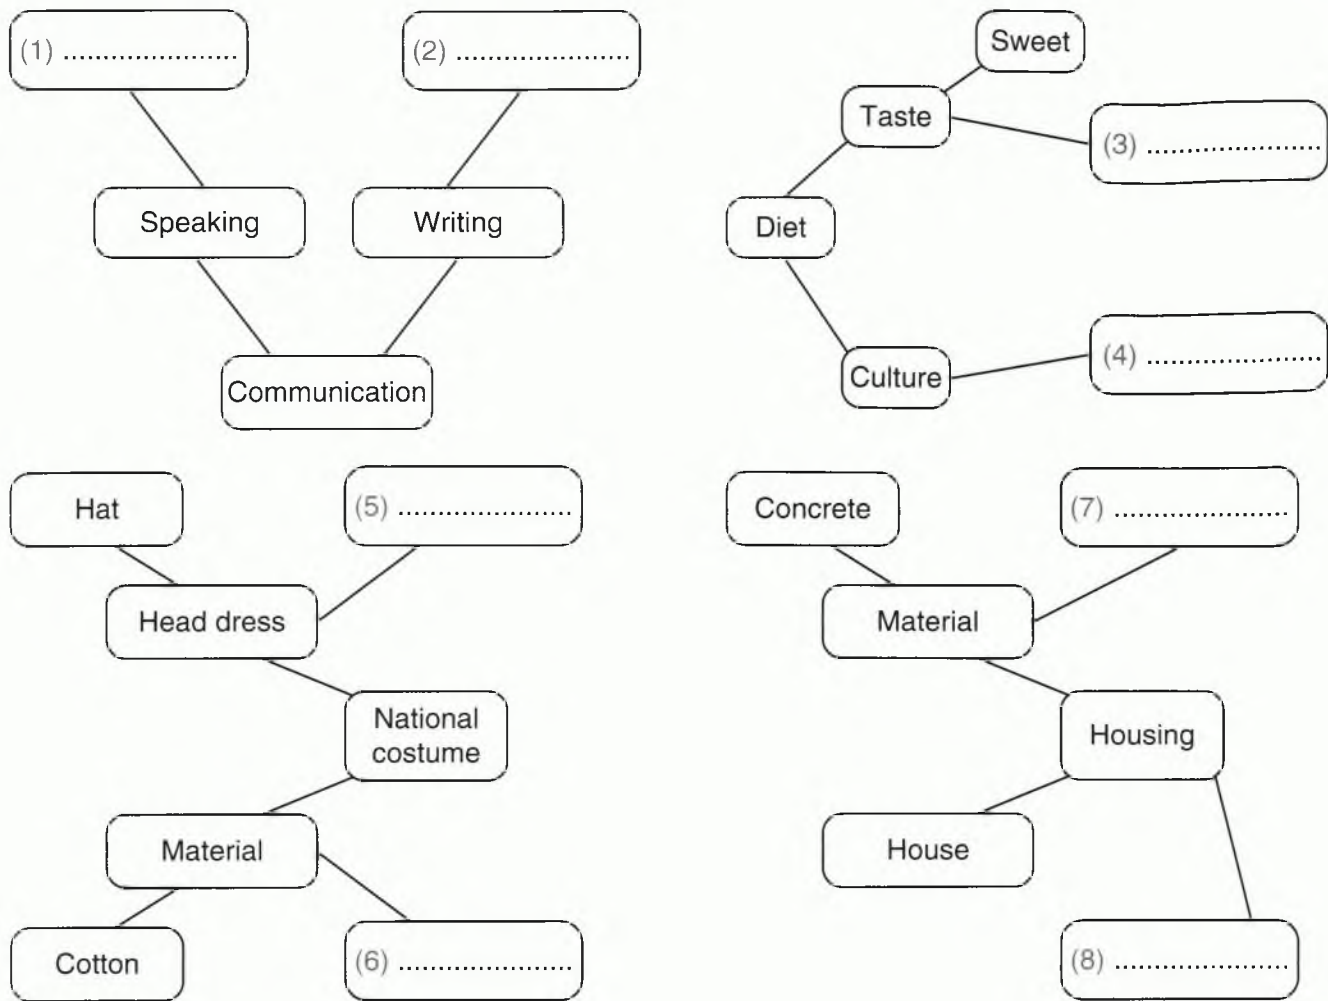 (1) ........................
(2) ........................
Speaking
Writing
Communication
Sweet
Taste
(3) ........................
Diet
Culture
(4) ........................
Hat
(5) ........................
Head dress
National
costume
Material
Cotton
(6) ........................
Concrete
(7) ........................
Material
Housing
House
(8) ........................